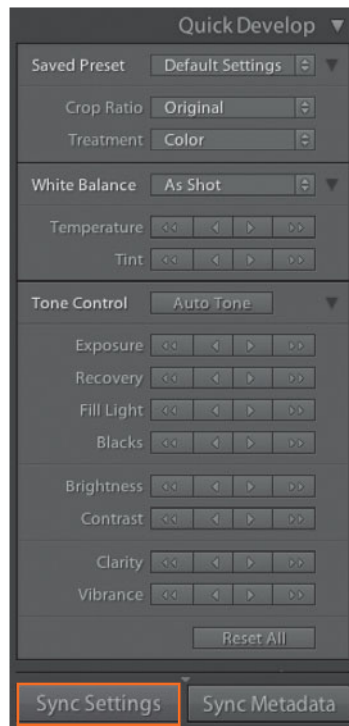 Quick Develop
Saved Preset Default Settings
Crop Ratio Original
Treatment Color
White Balance As Shot
Temperature
Tint
Tone Control Auto Tone
Exposure
Recovery
Fill Light
Blacks
Brightness
Contrast
Clarity
Vibrance
Reset All
Sync Settings Sync Metadata